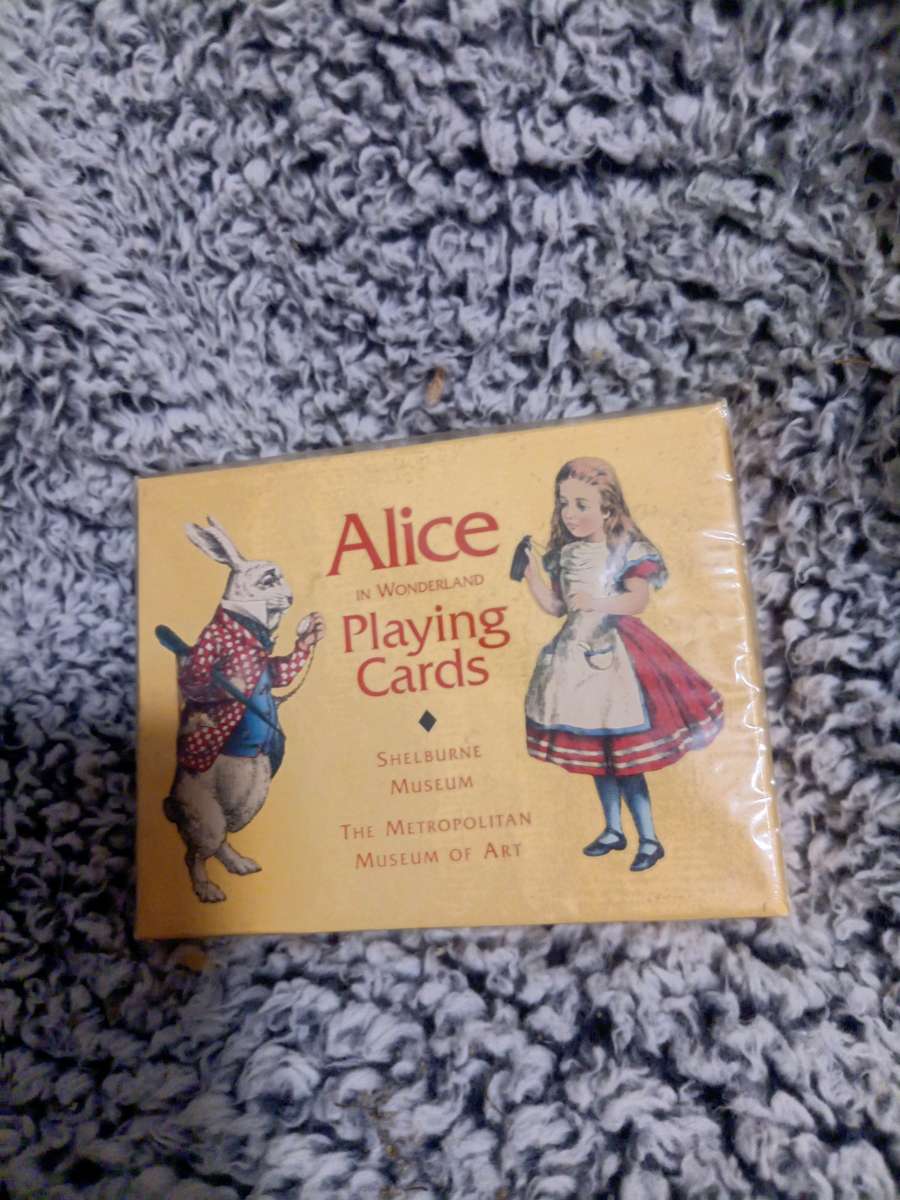 Alice
in Wonderland
Playing
Cards
Shelburne
Museum
The Metropolitan
Museum of Art